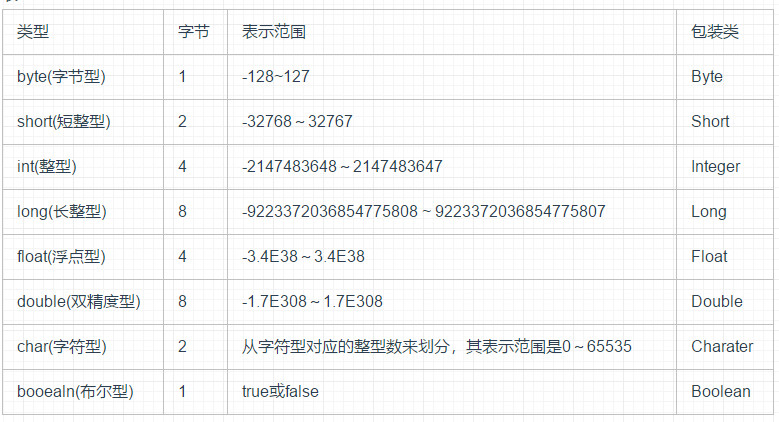 类型 字节 表示范围 包装类
byte(字节型) 1 -128~127 Byte
short(短整型) 2 -32768～32767 Short
int(整型) 4 -2147483648～2147483647 Integer
long(长整型) 8 -9223372036854775808～9223372036854775807 Long
float(浮点型) 4 -3.4E38～3.4E38 Float
double(双精度型) 8 -1.7E308～1.7E308 Double
char(字符型) 2 从字符型对应的整型数来划分，其表示范围是0～65535 Charater
booealn(布尔型) 1 true或false Boolean